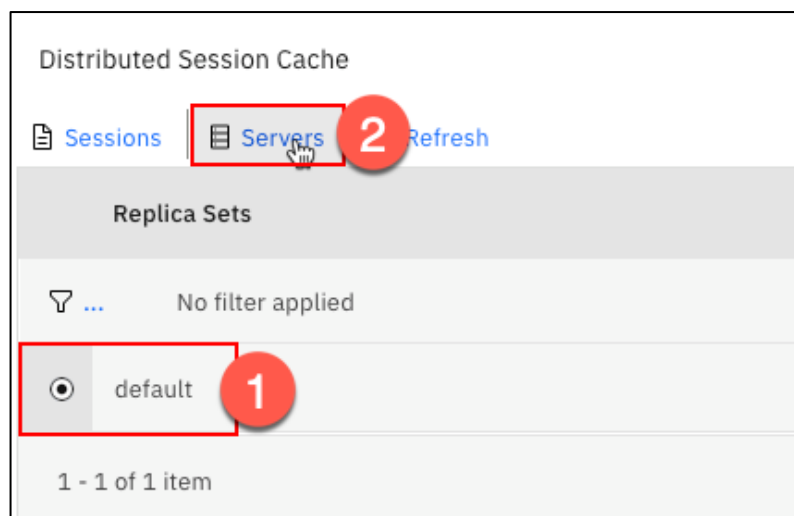 Distributed Session Cache
Sessions Servers 2 Refresh
Replica Sets
... No filter applied
default 1
1 - 1 of 1 item